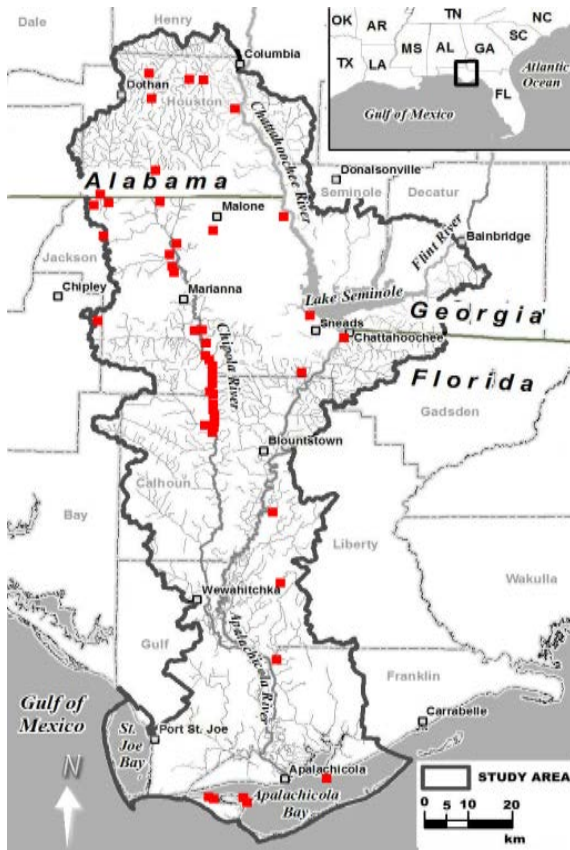 Dale
Henry
Columbia
Dothan
Houston
Chattahoochee River
OK
AR
TN
NC
SC
MS
AL
GA
TX
LA
FL
Atlantic
Ocean
Gulf of Mexico
Donalsonville
Seminole
Decatur
Alabama
Malone
Flint River
Bainbridge
Jackson
Chipley
Marianna
Lake Seminole
Georgia
Sneads
Chattahoochee
Chipola River
Florida
Gadsden
Blountstown
Calhoun
Bay
Liberty
Wakulla
Wewahitchka
Apalachicola River
Gulf
Franklin
Gulf of
Mexico
St.
Joe
Bay
Port St. Joe
Carrabelle
N
Apalachicola
Apalachicola
Bay
STUDY AREA
0 5 10 20
km